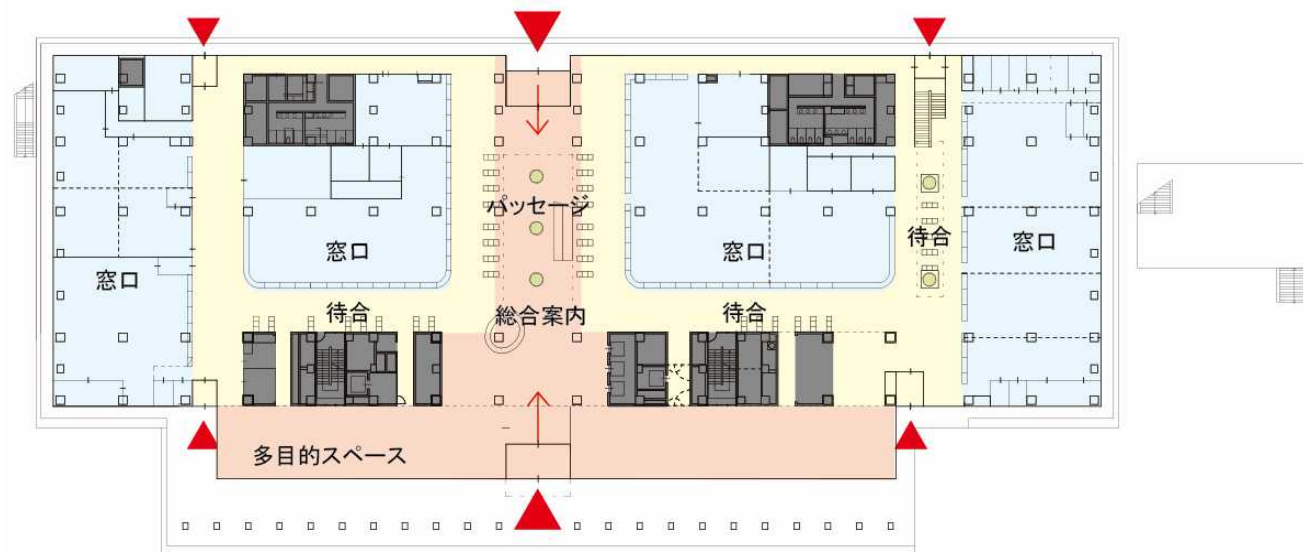 パッセージ
窓口
窓口
待合
窓口
窓口
待合
総合案内
待合
多目的スペース